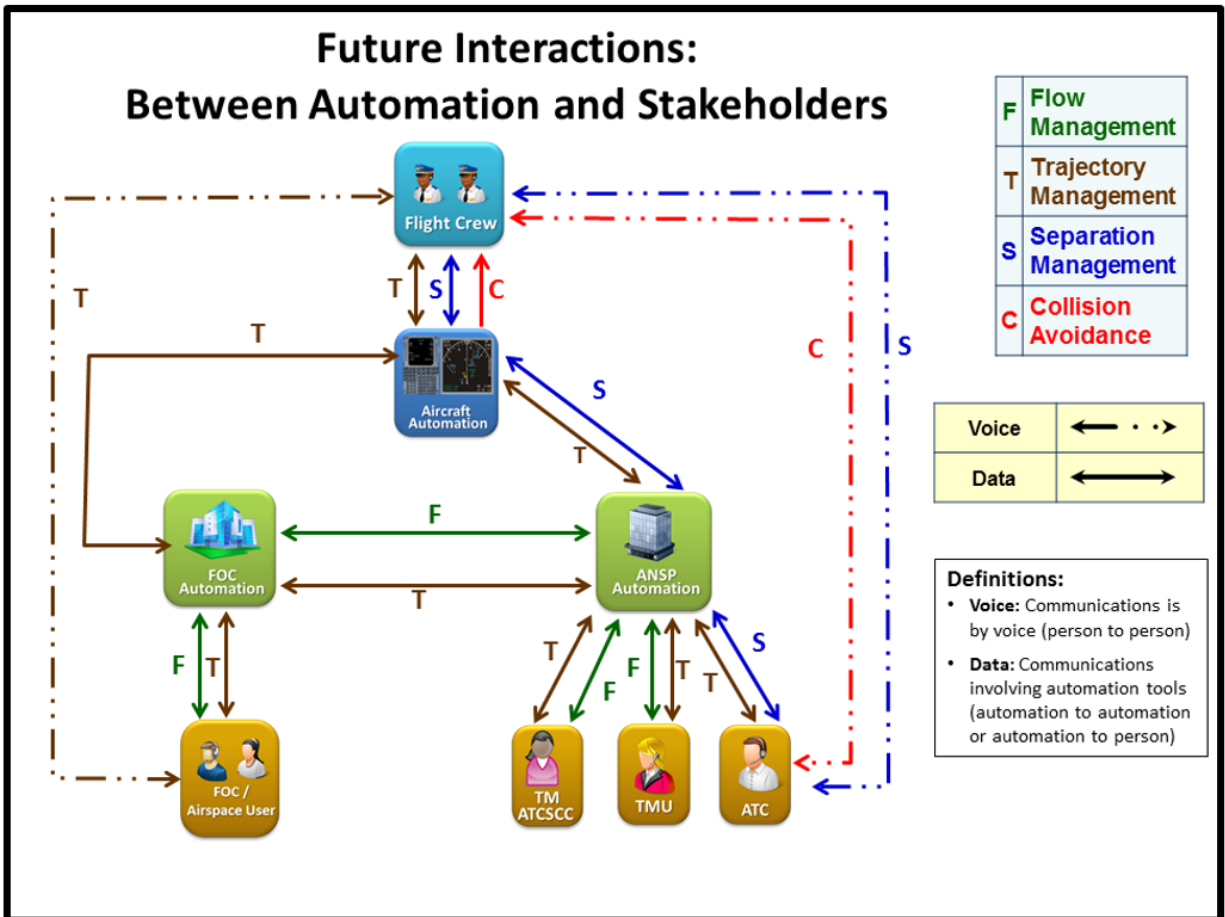 Future Interactions:
Between Automation and Stakeholders
F Flow
Management
T Trajectory
Management
S Separation
Management
C Collision
Avoidance
Flight Crew
T
S
C
T
T
C
S
Aircraft
Automation
S
T
Voice
Data
FOC
Automation
F
T
ANSP
Automation
F
T
T
F
F
T
T
S
FOC /
Airspace User
TM
ATCSCC
TMU
ATC
Definitions:
• Voice: Communications is
by voice (person to person)
• Data: Communications
involving automation tools
(automation to automation
or automation to person)